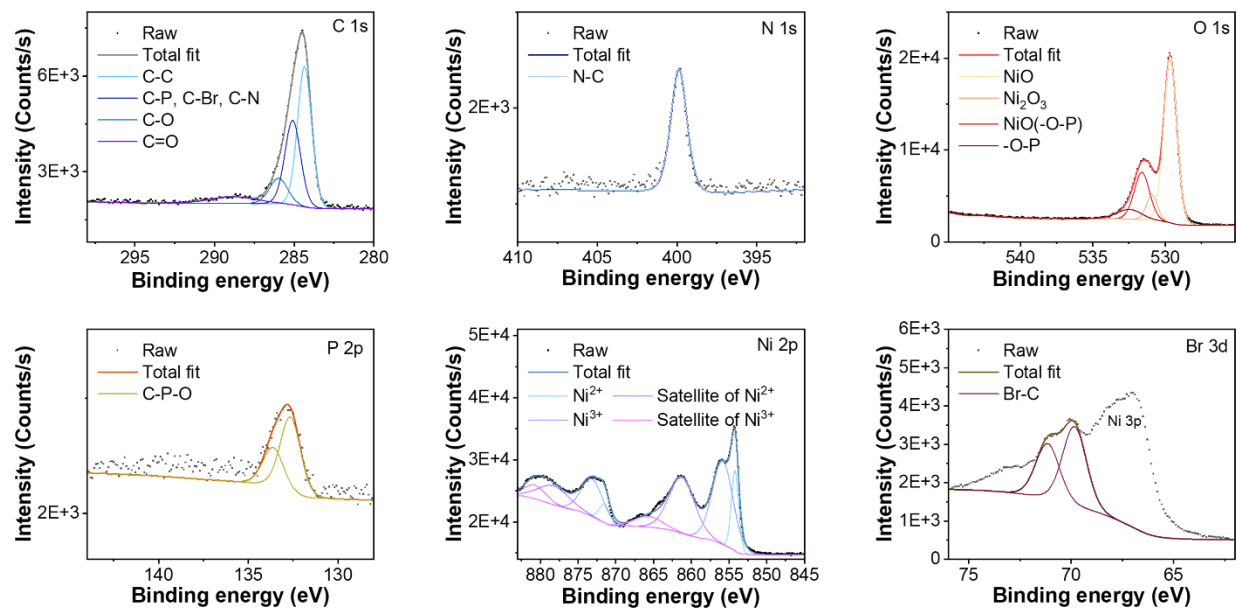 C 1s
Raw
Total fit
C-C
C-P, C-Br, C-N
C-O
C=O
6E+3
3E+3
Intensity (Counts/s)
295 290 285 280
Binding energy (eV)
N 1s
Raw
Total fit
N-C
2E+3
Intensity (Counts/s)
410 405 400 395
Binding energy (eV)
O 1s
Raw
Total fit
NiO
Ni₂O₃
NiO(-O-P)
-O-P
2E+4
1E+4
0
Intensity (Counts/s)
540 535 530
Binding energy (eV)
P 2p
Raw
Total fit
C-P-O
2E+3
Intensity (Counts/s)
140 135 130
Binding energy (eV)
Ni 2p
Raw
Total fit
Ni²⁺ Satellite of Ni²⁺
Ni³⁺ Satellite of Ni³⁺
5E+4
4E+4
3E+4
2E+4
Intensity (Counts/s)
880 875 870 865 860 855 850 845
Binding energy (eV)
Br 3d
Raw
Total fit
Br-C
Ni 3p
6E+3
5E+3
4E+3
3E+3
2E+3
1E+3
0
Intensity (Counts/s)
75 70 65
Binding energy (eV)